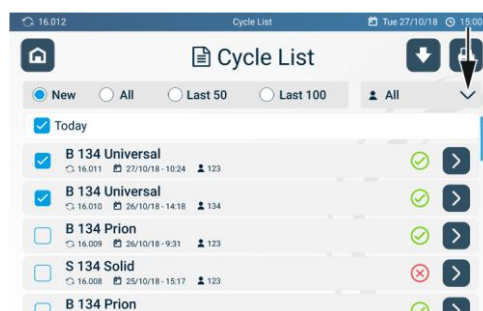 16.012 Cycle List Tue 27/10/18 15:00
Cycle List
New All Last 50 Last 100 All
Today
B 134 Universal
16.011 27/10/18 - 10:24 123
B 134 Universal
16.010 26/10/18 - 14:18 134
B 134 Prion
16.009 26/10/18 - 9:31 123
S 134 Solid
16.008 25/10/18 - 15:17 123
B 134 Prion